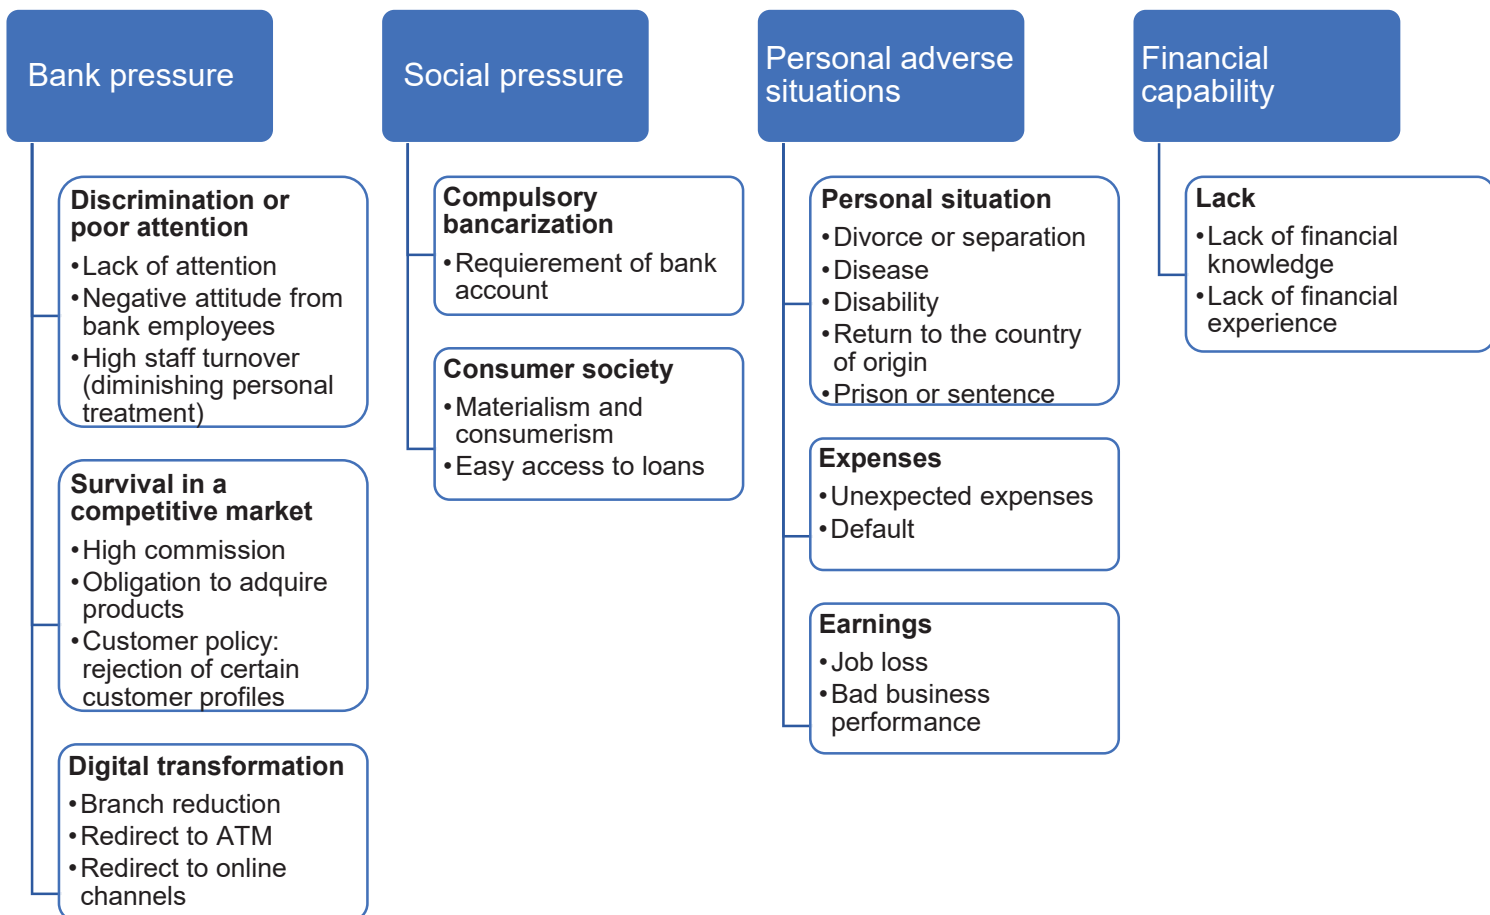 Bank pressure
Discrimination or
poor attention
•Lack of attention
•Negative attitude from
bank employees
•High staff turnover
(diminishing personal
treatment)
Survival in a
competitive market
•High commission
•Obligation to adquire
products
•Customer policy:
rejection of certain
customer profiles
Digital transformation
•Branch reduction
•Redirect to ATM
•Redirect to online
channels
Social pressure
Compulsory
bancarization
•Requierement of bank
account
Consumer society
•Materialism and
consumerism
•Easy access to loans
Personal adverse
situations
Personal situation
•Divorce or separation
•Disease
•Disability
•Return to the country
of origin
•Prison or sentence
Expenses
•Unexpected expenses
•Default
Earnings
•Job loss
•Bad business
performance
Financial
capability
Lack
•Lack of financial
knowledge
•Lack of financial
experience